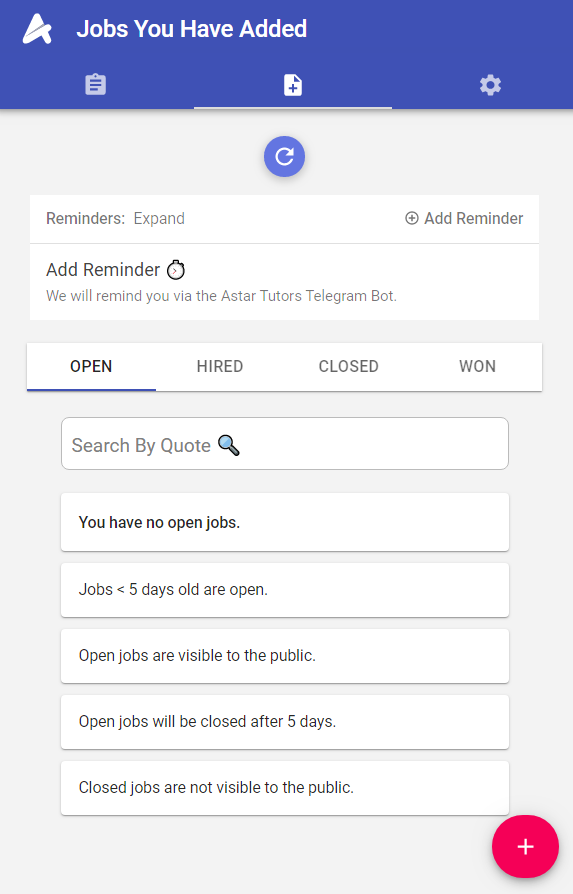 Jobs You Have Added
Reminders: Expand
Add Reminder
Add Reminder
We will remind you via the Astar Tutors Telegram Bot.
OPEN HIRED CLOSED WON
Search By Quote
You have no open jobs.
Jobs < 5 days old are open.
Open jobs are visible to the public.
Open jobs will be closed after 5 days.
Closed jobs are not visible to the public.